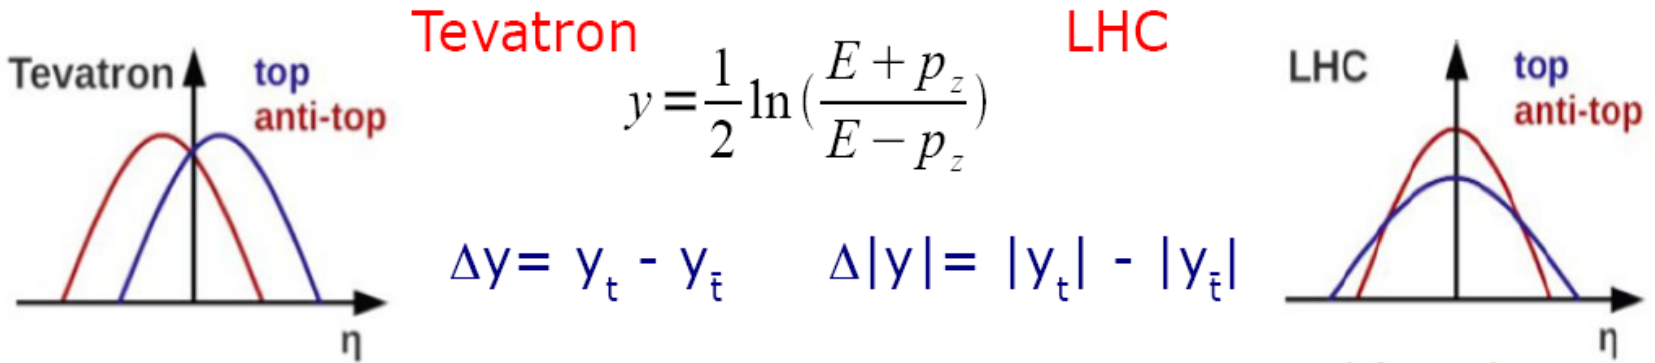 Tevatron
LHC
Tevatron
top
anti-top
η
y = 1/2 ln ( (E + p_z) / (E − p_z) )
Δy= y_t - y_t̄
Δ|y|= |y_t| - |y_t̄|
LHC
top
anti-top
η